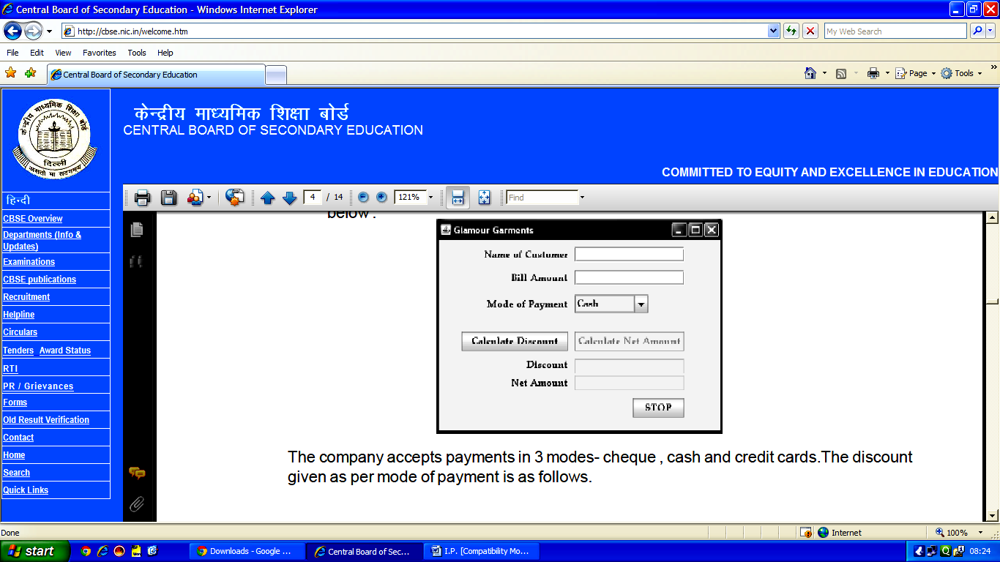 Central Board of Secondary Education - Windows Internet Explorer
http://cbse.nic.in/welcome.htm
My Web Search
File Edit View Favorites Tools Help
Central Board of Secondary Education
Page Tools »
केन्द्रीय माध्यमिक शिक्षा बोर्ड
दिल्ली
असतो मा सद्गमय
केन्द्रीय माध्यमिक शिक्षा बोर्ड
CENTRAL BOARD OF SECONDARY EDUCATION
COMMITTED TO EQUITY AND EXCELLENCE IN EDUCATION
4 / 14 121% Find
हिन्दी
CBSE Overview
Departments (Info &
Updates)
Examinations
CBSE publications
Recruitment
Helpline
Circulars
Tenders Award Status
RTI
PR / Grievances
Forms
Old Result Verification
Contact
Home
Search
Quick Links
below .
Glamour Garments
Name of Customer
Bill Amount
Mode of Payment Cash
Calculate Discount Calculate Net Amount
Discount
Net Amount
STOP
The company accepts payments in 3 modes- cheque , cash and credit cards.The discount
given as per mode of payment is as follows.
Done Internet 100%
start Downloads - Google ... Central Board of Sec... I.P. [Compatibility Mo... 08:24